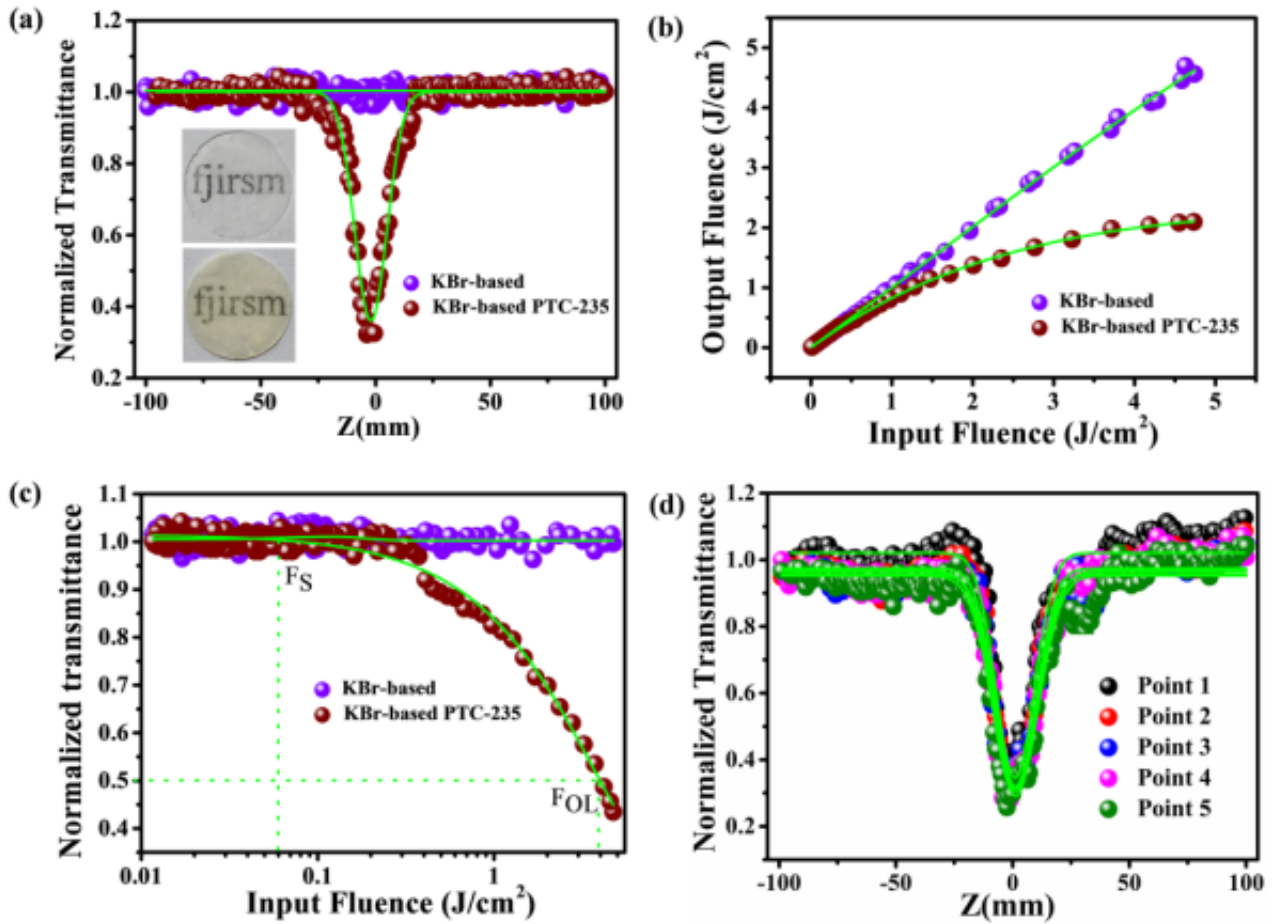 (a)
1.2
1.0
0.8
0.6
0.4
0.2
Normalized Transmittance
fjirsm
fjirsm
KBr-based
KBr-based PTC-235
-100 -50 0 50 100
Z(mm)
(b)
5
4
3
2
1
0
Output Fluence (J/cm²)
KBr-based
KBr-based PTC-235
0 1 2 3 4 5
Input Fluence (J/cm²)
(c)
1.1
1.0
0.9
0.8
0.7
0.6
0.5
0.4
Normalized transmittance
F_S
KBr-based
KBr-based PTC-235
F_OL
0.01 0.1 1
Input Fluence (J/cm²)
(d)
1.2
1.0
0.8
0.6
0.4
0.2
Normalized Transmittance
Point 1
Point 2
Point 3
Point 4
Point 5
-100 -50 0 50 100
Z(mm)